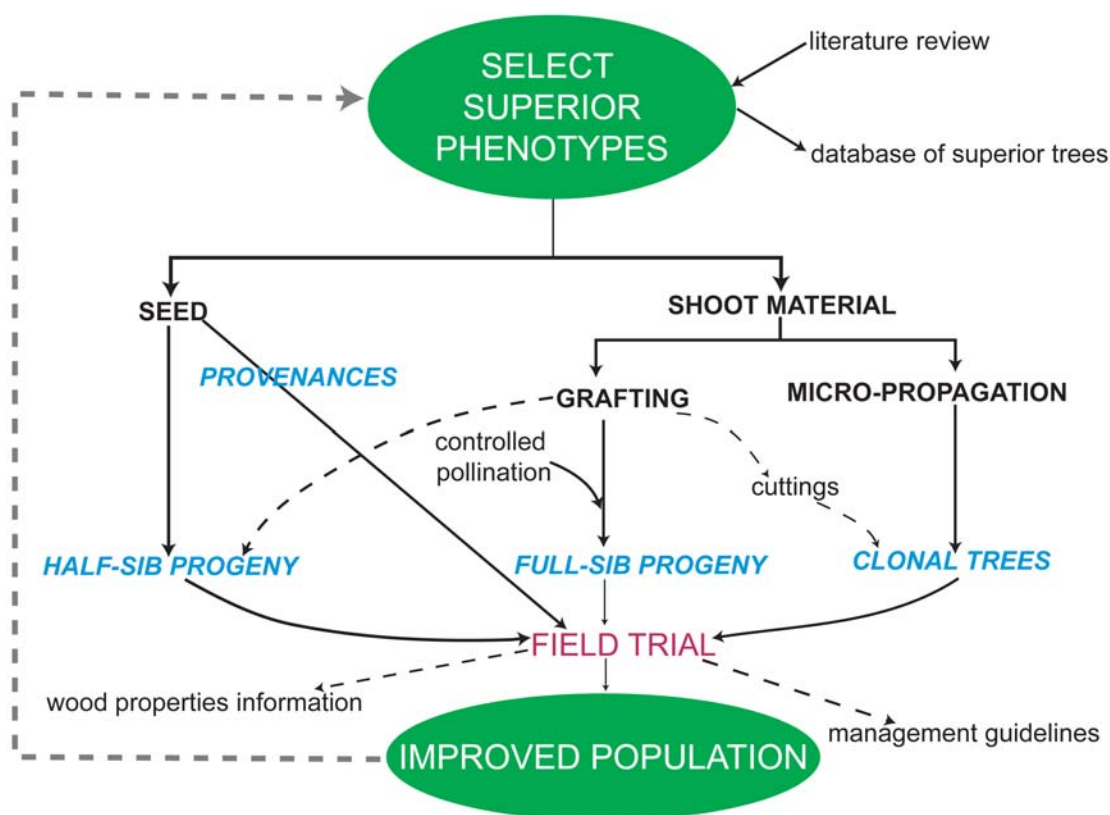 SELECT
SUPERIOR
PHENOTYPES
literature review
database of superior trees
SEED
SHOOT MATERIAL
PROVENANCES
GRAFTING
MICRO-PROPAGATION
controlled
pollination
cuttings
HALF-SIB PROGENY
FULL-SIB PROGENY
CLONAL TREES
FIELD TRIAL
wood properties information
management guidelines
IMPROVED POPULATION